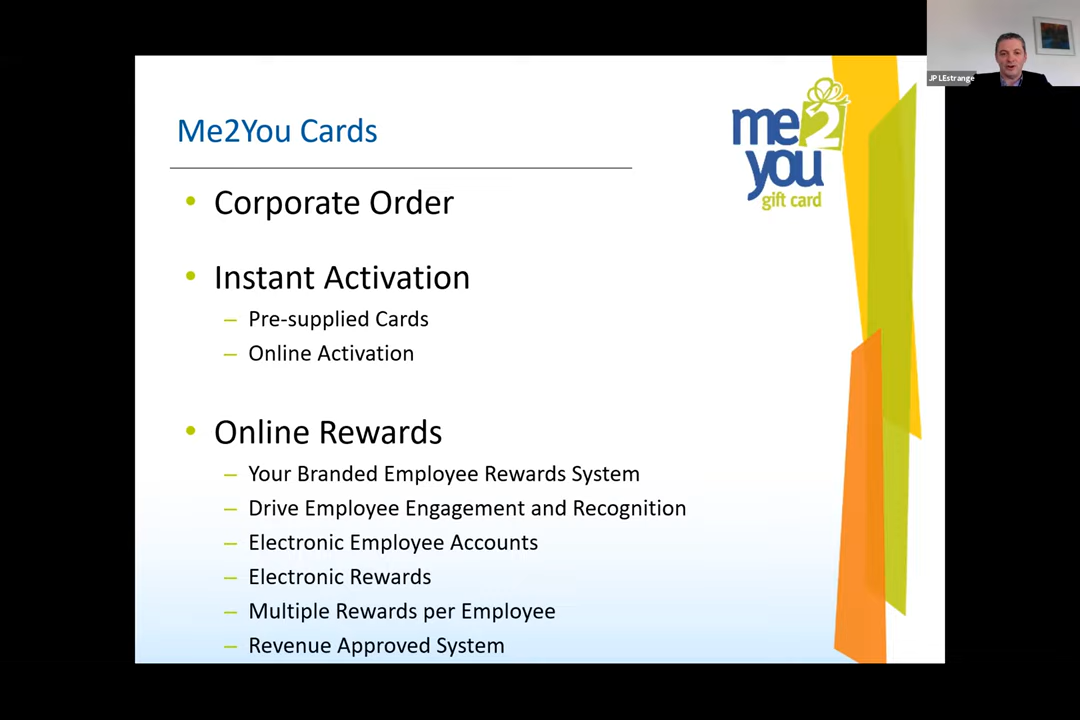 JP LEstrange
Me2You Cards
me2
you
gift card
• Corporate Order
• Instant Activation
– Pre-supplied Cards
– Online Activation
• Online Rewards
– Your Branded Employee Rewards System
– Drive Employee Engagement and Recognition
– Electronic Employee Accounts
– Electronic Rewards
– Multiple Rewards per Employee
– Revenue Approved System